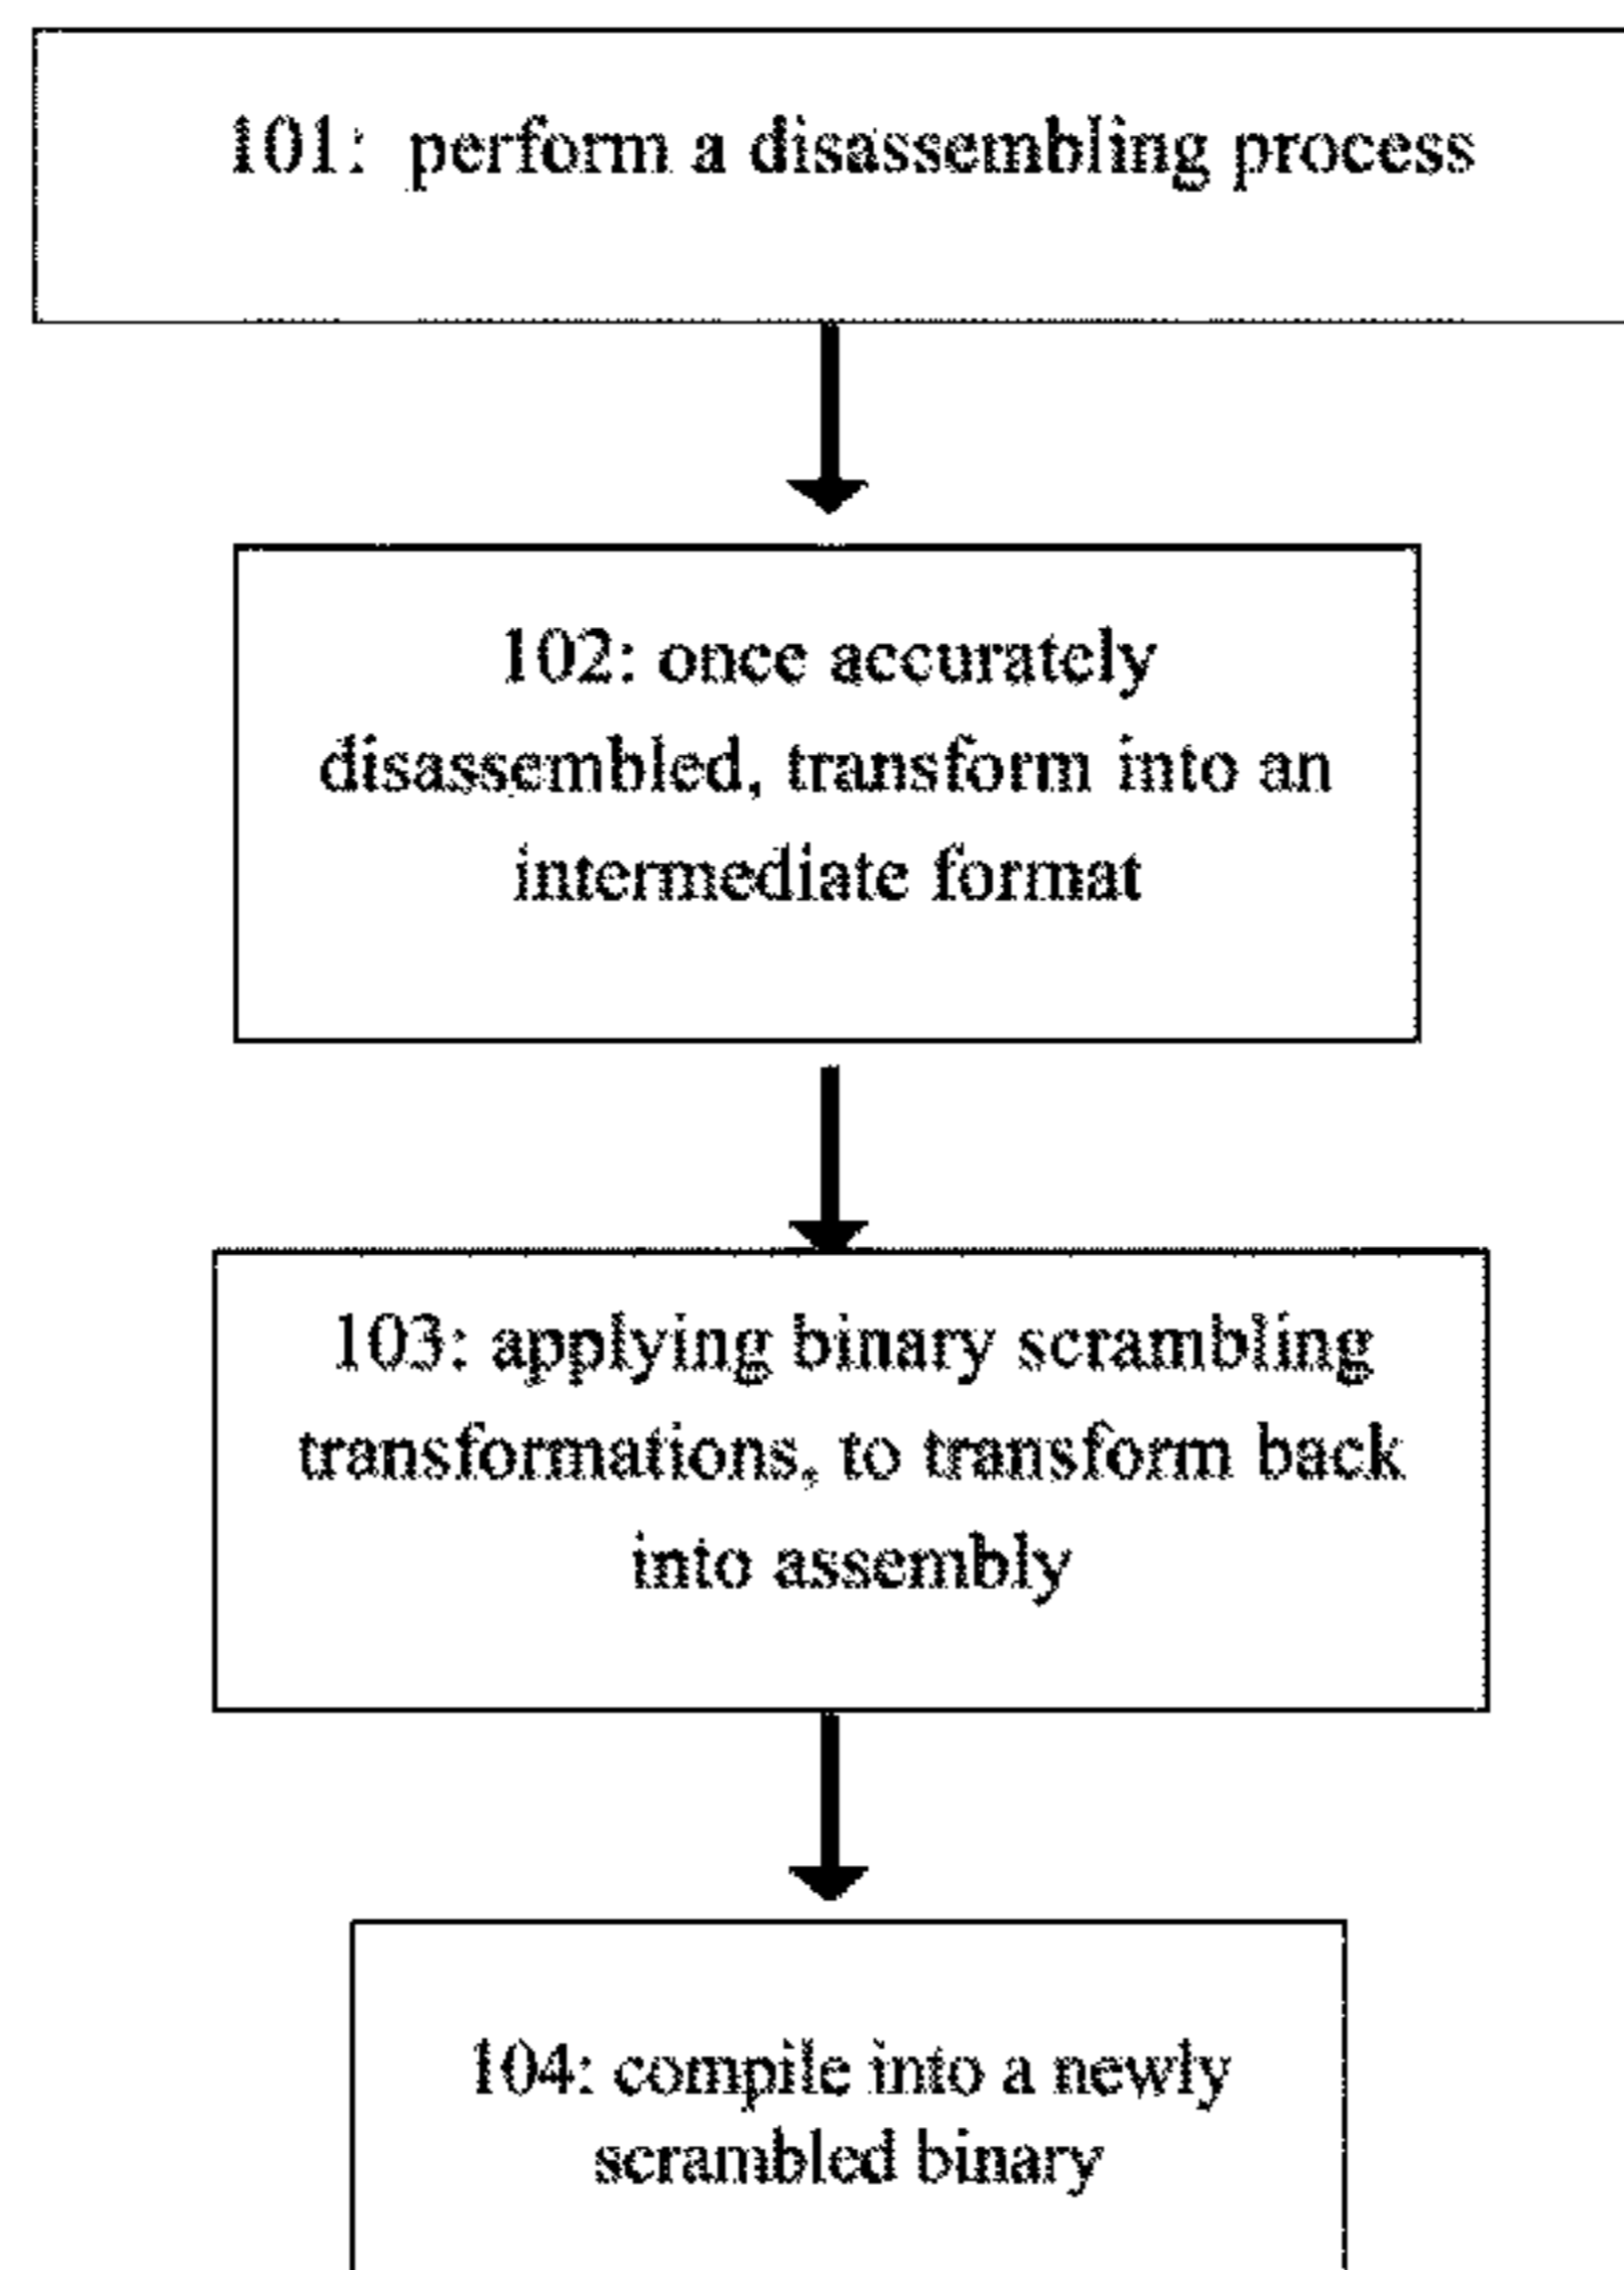 101: perform a disassembling process
102: once accurately
disassembled, transform into an
intermediate format
103: applying binary scrambling
transformations, to transform back
into assembly
104: compile into a newly
scrambled binary